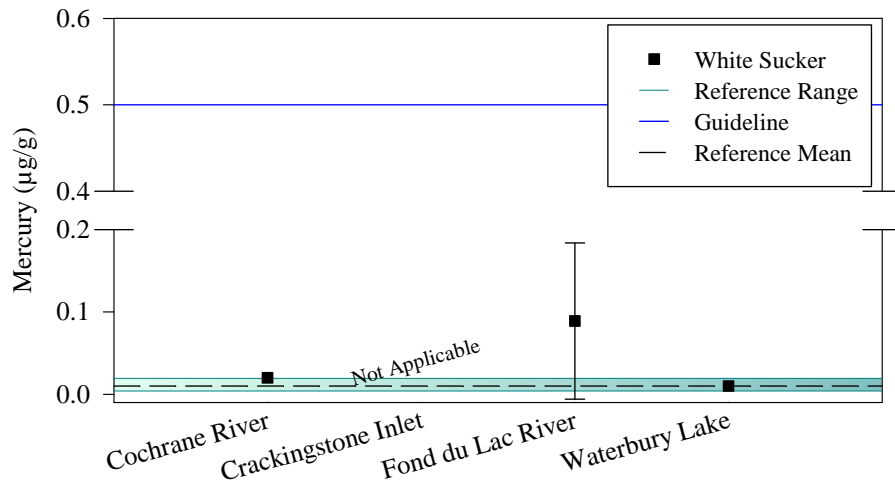 0.6
White Sucker
Reference Range
Guideline
Reference Mean
0.5
0.4
0.2
0.1
0.0
Mercury (µg/g)
Not Applicable
Cochrane River
Crackingstone Inlet
Fond du Lac River
Waterbury Lake